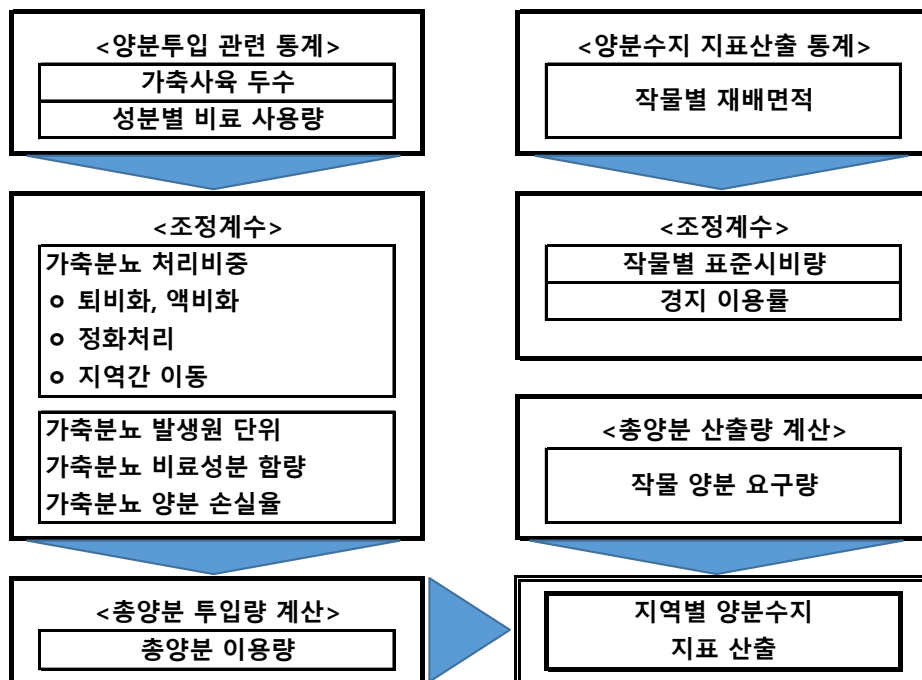 <양분투입 관련 통계>
가축사육 두수
성분별 비료 사용량
<조정계수>
가축분뇨 처리비중
ㅇ 퇴비화, 액비화
ㅇ 정화처리
ㅇ 지역간 이동
가축분뇨 발생원 단위
가축분뇨 비료성분 함량
가축분뇨 양분 손실율
<총양분 투입량 계산>
총양분 이용량
<양분수지 지표산출 통계>
작물별 재배면적
<조정계수>
작물별 표준시비량
경지 이용률
<총양분 산출량 계산>
작물 양분 요구량
지역별 양분수지
지표 산출